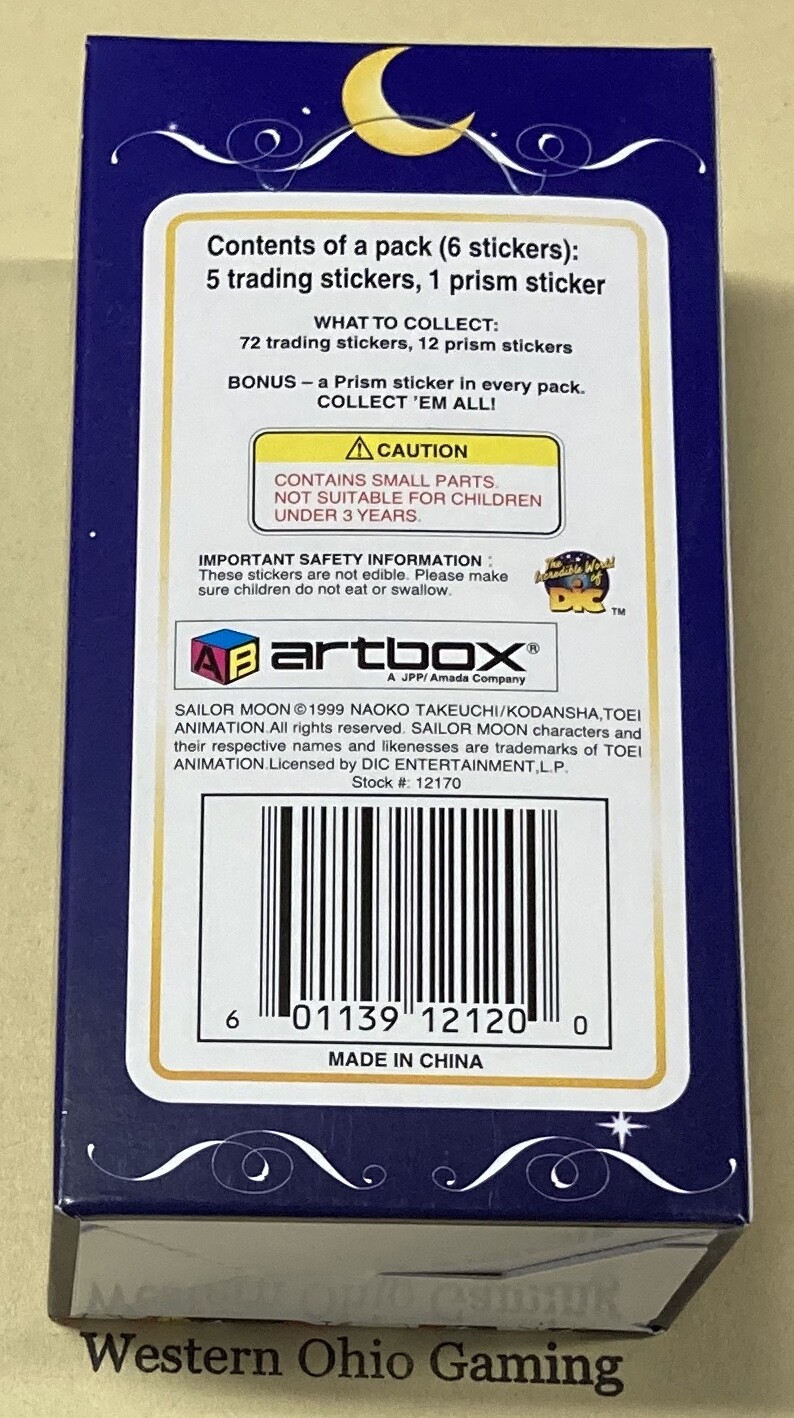 Contents of a pack (6 stickers):
5 trading stickers, 1 prism sticker
WHAT TO COLLECT:
72 trading stickers, 12 prism stickers
BONUS – a Prism sticker in every pack.
COLLECT 'EM ALL!
⚠ CAUTION
CONTAINS SMALL PARTS.
NOT SUITABLE FOR CHILDREN
UNDER 3 YEARS.
IMPORTANT SAFETY INFORMATION :
These stickers are not edible. Please make
sure children do not eat or swallow.
The
Incredible World
of
DiC
TM
AB artbox®
A JPP/Amada Company
SAILOR MOON © 1999 NAOKO TAKEUCHI/KODANSHA,TOEI
ANIMATION.All rights reserved. SAILOR MOON characters and
their respective names and likenesses are trademarks of TOEI
ANIMATION.Licensed by DIC ENTERTAINMENT,L.P.
Stock #: 12170
6 01139 12120 0
MADE IN CHINA
Western Ohio Gaming